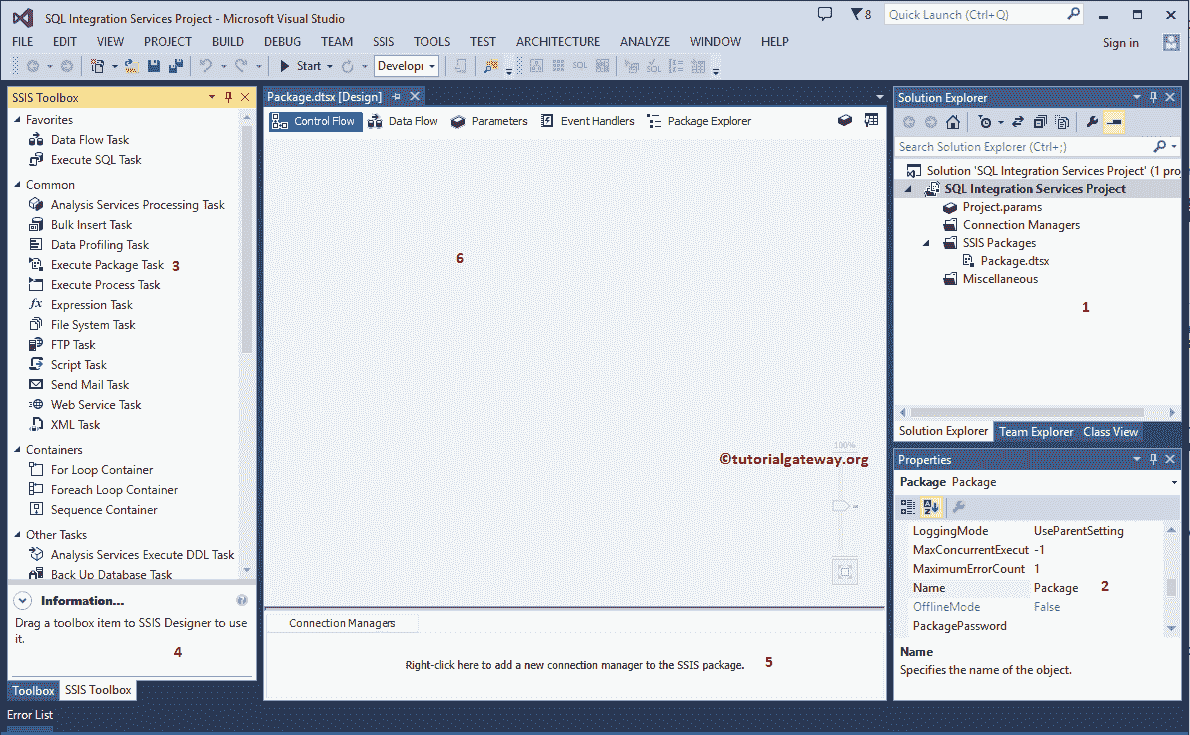 SQL Integration Services Project - Microsoft Visual Studio
8
Quick Launch (Ctrl+Q)
FILE EDIT VIEW PROJECT BUILD DEBUG TEAM SSIS TOOLS TEST ARCHITECTURE ANALYZE WINDOW HELP
Sign in
Start
Developi
SQL
SSIS Toolbox
Favorites
Data Flow Task
Execute SQL Task
Common
Analysis Services Processing Task
Bulk Insert Task
Data Profiling Task
Execute Package Task 3
Execute Process Task
fx Expression Task
File System Task
FTP Task
Script Task
Send Mail Task
Web Service Task
XML Task
Containers
For Loop Container
Foreach Loop Container
Sequence Container
Other Tasks
Analysis Services Execute DDL Task
Back Up Database Task
Information...
Drag a toolbox item to SSIS Designer to use
it.
4
Toolbox SSIS Toolbox
Error List
Package.dtsx [Design]
Control Flow Data Flow Parameters Event Handlers Package Explorer
6
100%
©tutorialgateway.org
Connection Managers
Right-click here to add a new connection manager to the SSIS package. 5
Solution Explorer
Search Solution Explorer (Ctrl+;)
Solution 'SQL Integration Services Project' (1 proj
SQL Integration Services Project
Project.params
Connection Managers
SSIS Packages
Package.dtsx
Miscellaneous
1
Solution Explorer Team Explorer Class View
Properties
Package Package
LoggingMode UseParentSetting
MaxConcurrentExecut -1
MaximumErrorCount 1
Name Package 2
OfflineMode False
PackagePassword
Name
Specifies the name of the object.